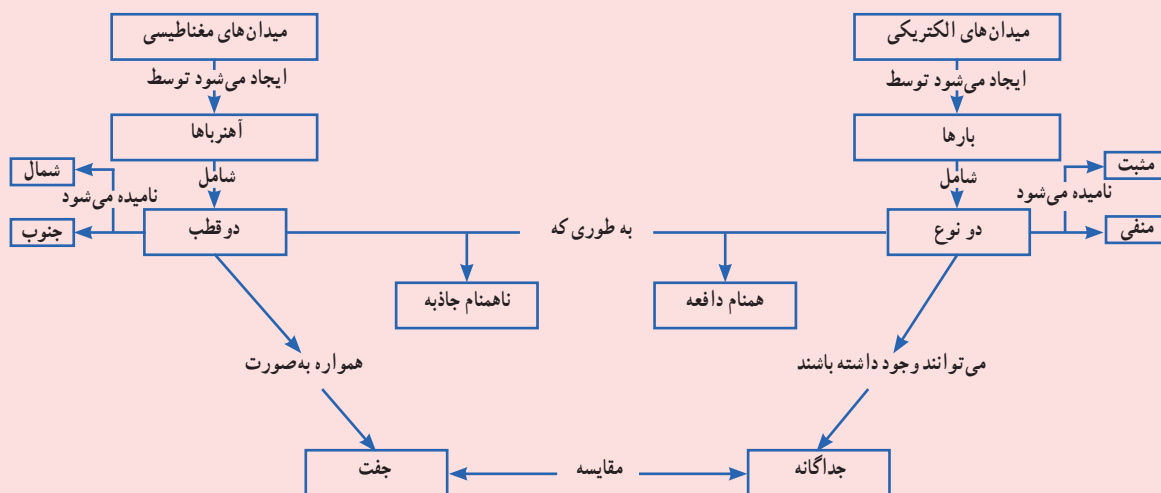 میدان‌های الکتریکی
میدان‌های مغناطیسی
ایجاد می‌شود توسط
ایجاد می‌شود توسط
بارها
آهنرباها
مثبت
شامل
شامل
شمال
نامیده می‌شود
نامیده می‌شود
منفی
دو نوع
به طوری که
دو قطب
جنوب
همنام دافعه
ناهمنام جاذبه
می‌توانند وجود داشته باشند
همواره به‌صورت
جداگانه
مقایسه
جفت